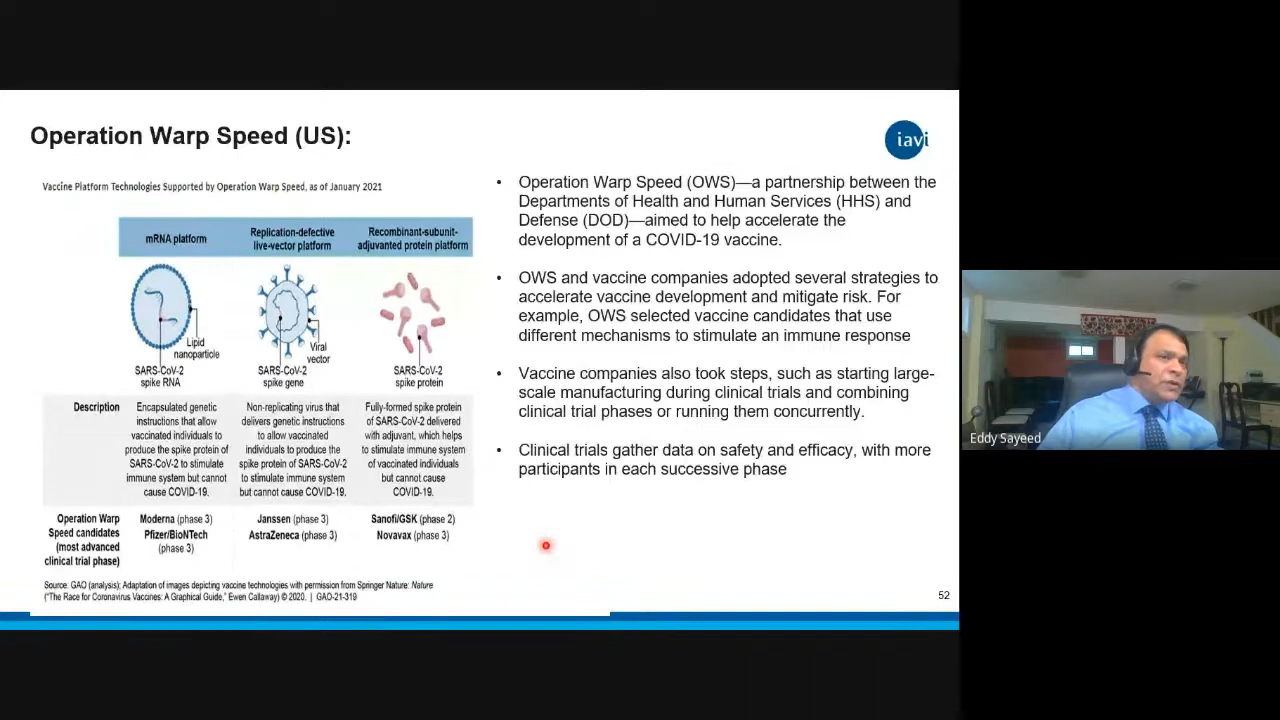 Operation Warp Speed (US):
iavi
Vaccine Platform Technologies Supported by Operation Warp Speed, as of January 2021
mRNA platform
Replication-defective
live-vector platform
Recombinant-subunit-
adjuvanted protein platform
Lipid
nanoparticle
SARS-CoV-2
spike RNA
Viral
vector
SARS-CoV-2
spike gene
SARS-CoV-2
spike protein
Description
Encapsulated genetic
instructions that allow
vaccinated individuals to
produce the spike protein of
SARS-CoV-2 to stimulate
immune system but cannot
cause COVID-19.
Non-replicating virus that
delivers genetic instructions
to allow vaccinated
individuals to produce the
spike protein of SARS-CoV-2
to stimulate immune system
but cannot cause COVID-19.
Fully-formed spike protein
of SARS-CoV-2 delivered
with adjuvant, which helps
to stimulate immune system
of vaccinated individuals
but cannot cause
COVID-19.
Operation Warp
Speed candidates
(most advanced
clinical trial phase)
Moderna (phase 3)
Pfizer/BioNTech
(phase 3)
Janssen (phase 3)
AstraZeneca (phase 3)
Sanofi/GSK (phase 2)
Novavax (phase 3)
Source: GAO (analysis); Adaptation of images depicting vaccine technologies with permission from Springer Nature: Nature
("The Race for Coronavirus Vaccines: A Graphical Guide," Ewen Callaway) © 2020. | GAO-21-319
• Operation Warp Speed (OWS)—a partnership between the
Departments of Health and Human Services (HHS) and
Defense (DOD)—aimed to help accelerate the
development of a COVID-19 vaccine.
• OWS and vaccine companies adopted several strategies to
accelerate vaccine development and mitigate risk. For
example, OWS selected vaccine candidates that use
different mechanisms to stimulate an immune response
• Vaccine companies also took steps, such as starting large-
scale manufacturing during clinical trials and combining
clinical trial phases or running them concurrently.
• Clinical trials gather data on safety and efficacy, with more
participants in each successive phase
52
Eddy Sayeed